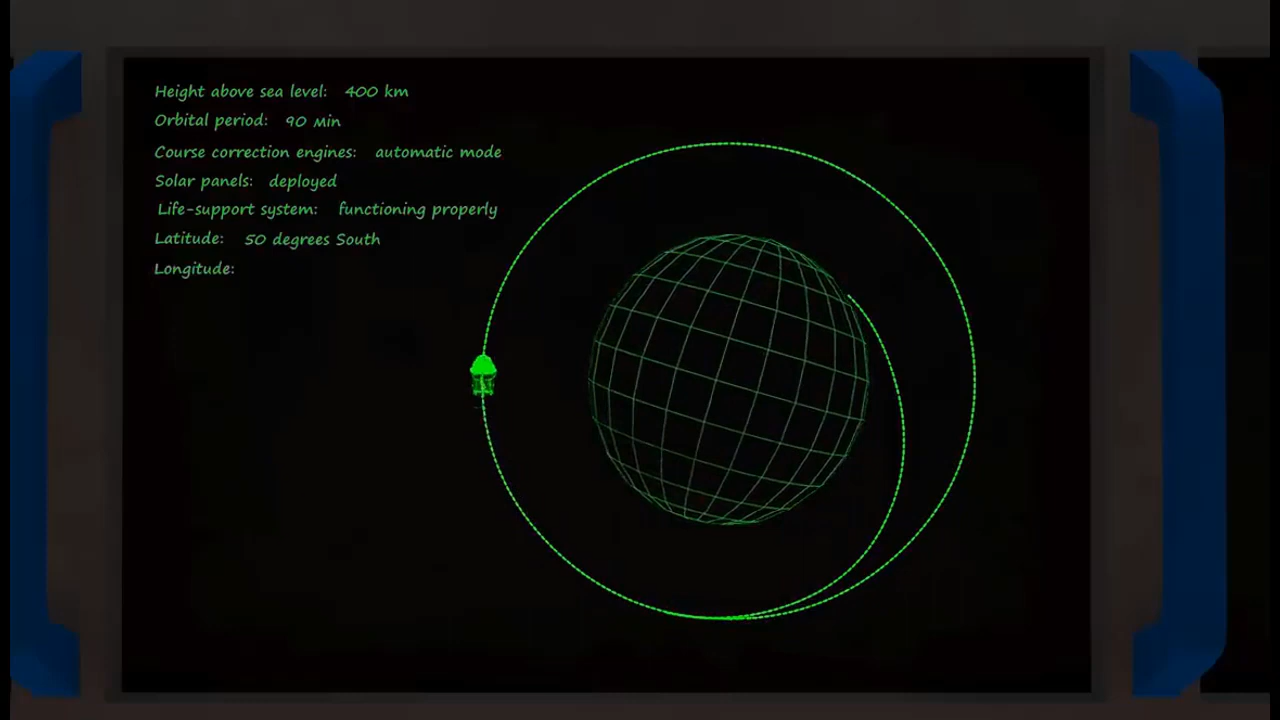 Height above sea level: 400 km
Orbital period: 90 Min
Course correction engines: automatic mode
Solar panels: deployed
Life-support system: functioning properly
Latitude: 50 degrees South
Longitude: